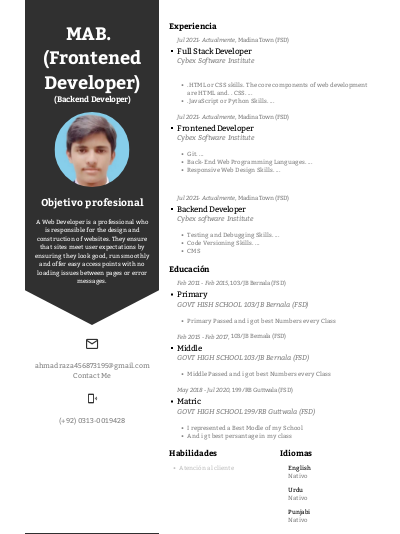 MAB.
(Frontened
Developer)
(Backend Developer)
Objetivo profesional
A Web Developer is a professional who
is responsible for the design and
construction of websites. They ensure
that sites meet user expectations by
ensuring they look good, run smoothly
and offer easy access points with no
loading issues between pages or error
messages.
ahmadraza456873195@gmail.com
Contact Me
(+92) 0313-0019428
Experiencia
Jul 2021- Actualmente, MadinaTown (FSD)
• Full Stack Developer
Cybex Software Institute
• .HTML or CSS skills. The core components of web development
are HTML and. . CSS. ...
• .JavaScript or Python Skills. ...
Jul 2021- Actualmente, MadinaTown (FSD)
• Frontened Developer
Cybex Software Institute
• Git. ...
• Back-End Web Programming Languages. ...
• Responsive Web Design Skills. ...
Jul 2021- Actualmente, MadinaTown (FSD)
• Backend Developer
Cybex Software Institute
• Testing and Debugging Skills. ...
• Code Versioning Skills. ...
• CMS
Educación
Feb 2011 - Feb 2015, 103/JB Bernala (FSD)
• Primary
GOVT HISH SCHOOL 103/JB Bernala (FSD)
• Primary Passed and i got best Numbers every Class
Feb 2015 - Feb 2017, 103/JB Bernala (FSD)
• Middle
GOVT HIGH SCHOOL 103/JB Bernala (FSD)
• Middle Passed and i got best Numbers every Class
May 2018 - Jul 2020, 199/RB Guttwala (FSD)
• Matric
GOVT HIGH SCHOOL 199/RB Guttwala (FSD)
• I represented a Best Modle of my School
• And i gt best persantage in my class
Habilidades
• Atención al cliente
Idiomas
English
Nativo
Urdu
Nativo
Punjabi
Nativo